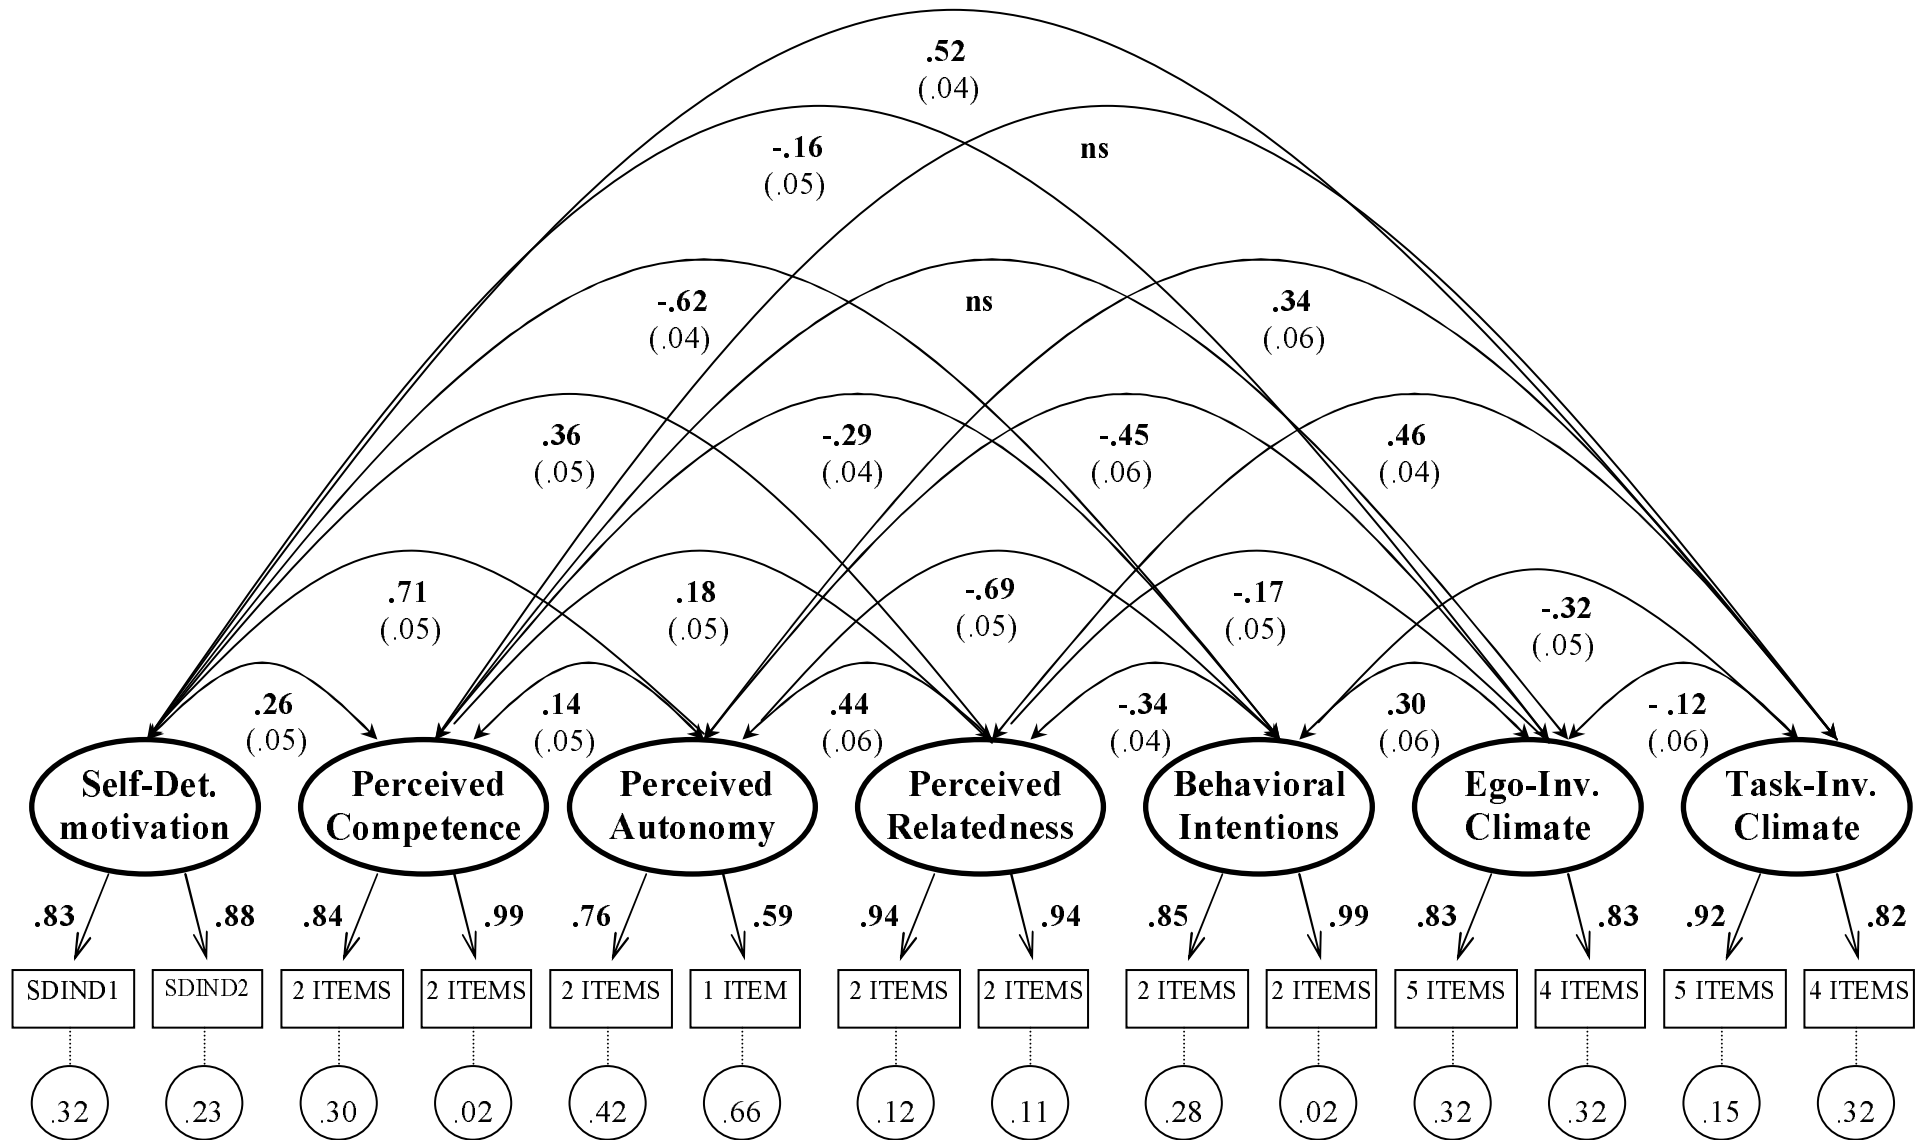 .52
(.04)
-.16
ns
(.05)
-.62
ns
.34
(.04)
(.06)
.36
-.29
-.45
.46
(.05)
(.04)
(.06)
(.04)
.71
.18
-.69
-.17
-.32
(.05)
(.05)
(.05)
(.05)
(.05)
.26
.14
.44
-.34
.30
- .12
(.05)
(.05)
(.06)
(.04)
(.06)
(.06)
Self-Det.
motivation
Perceived
Competence
Perceived
Autonomy
Perceived
Relatedness
Behavioral
Intentions
Ego-Inv.
Climate
Task-Inv.
Climate
.83
.88
.84
.99
.76
.59
.94
.94
.85
.99
.83
.83
.92
.82
SDIND1
SDIND2
2 ITEMS
2 ITEMS
2 ITEMS
1 ITEM
2 ITEMS
2 ITEMS
2 ITEMS
2 ITEMS
5 ITEMS
4 ITEMS
5 ITEMS
4 ITEMS
.32
.23
.30
.02
.42
.66
.12
.11
.28
.02
.32
.32
.15
.32